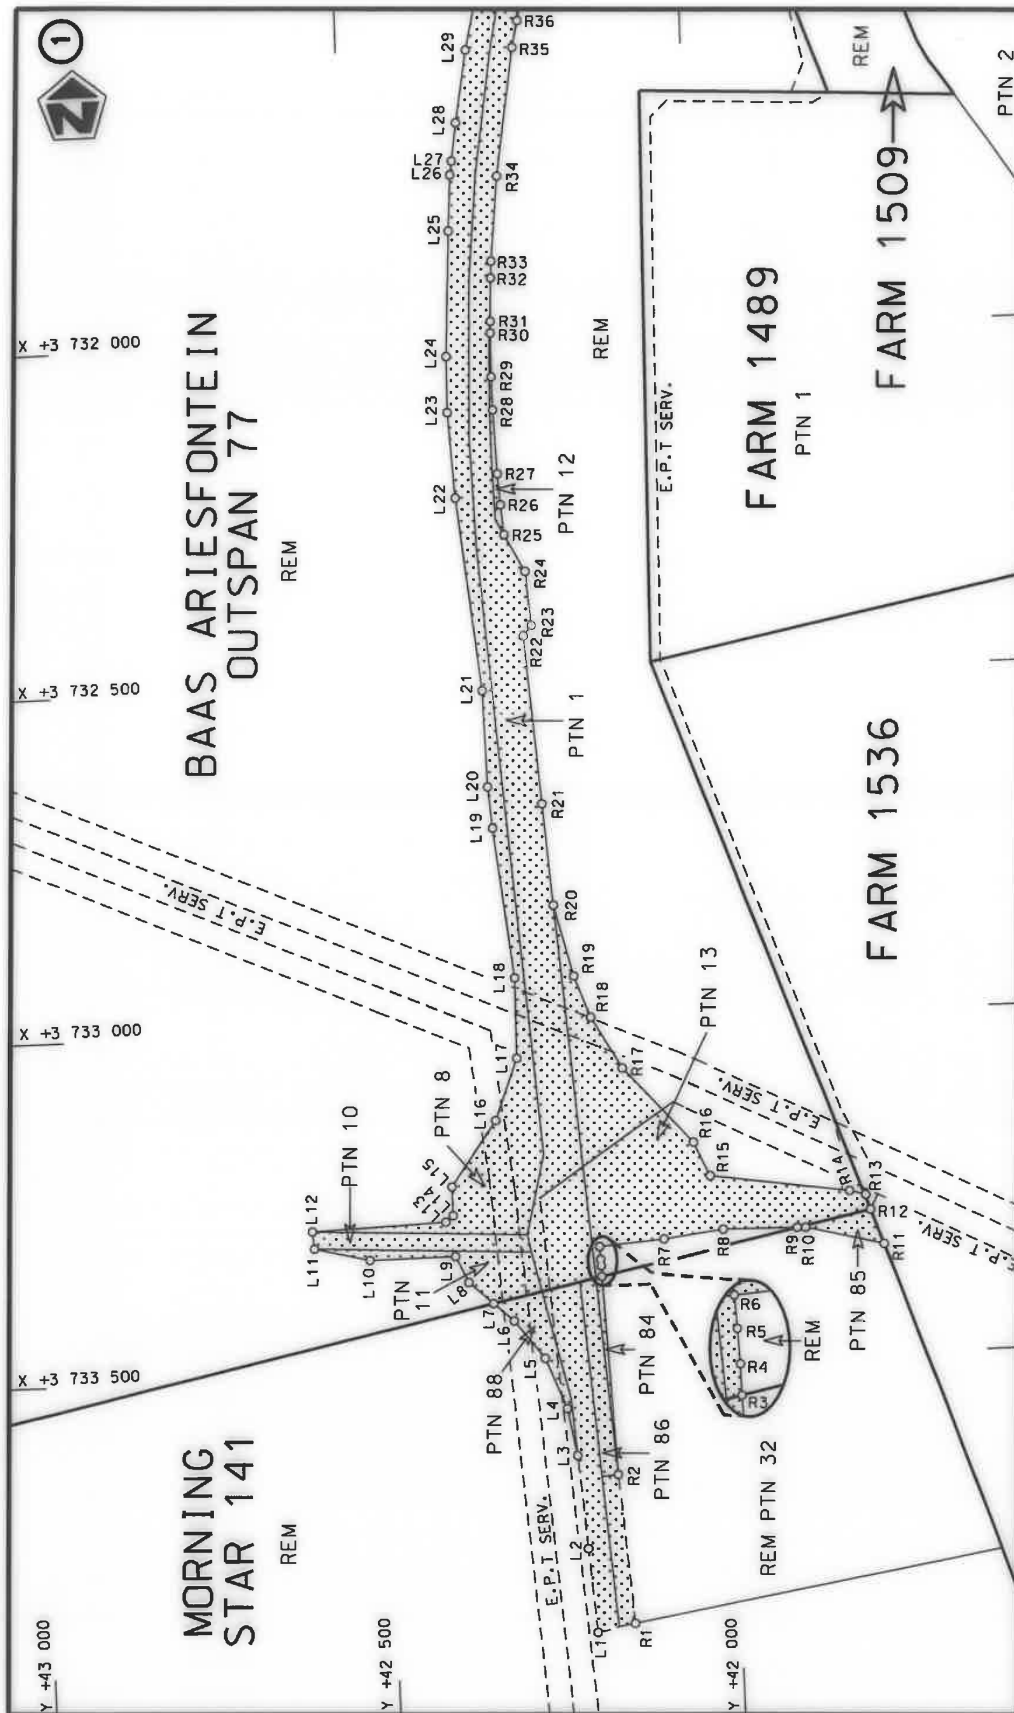 1
N
MORNING
STAR 141
REM
BAAS ARIESFONTEIN
OUTSPAN 77
REM
X +3 733 500
X +3 733 000
X +3 732 500
X +3 732 000
Y +43 000
Y +42 500
Y +42 000
L1
L2
L3
L4
L5
L6
L7
L8
L9
L10
L11
L12
L13
L14
L15
L16
L17
L18
L19
L20
L21
L22
L23
L24
L25
L26
L27
L28
L29
PTN 88
PTN
11
PTN 10
PTN 8
E.P.T SERV.
E.P.T SERV.
PTN 1
PTN 12
R1
R2
R3
R4
R5
R6
R7
R8
R9
R10
R11
R12
R13
R14
R15
R16
R17
R18
R19
R20
R21
R22
R23
R24
R25
R26
R27
R28
R29
R30
R31
R32
R33
R34
R35
R36
PTN 86
PTN 84
REM
PTN 85
REM PTN 32
PTN 13
E.P.T SERV.
E.P.T SERV.
REM
FARM 1536
E.P.T SERV.
FARM 1489
PTN 1
FARM 1509
REM
PTN 2